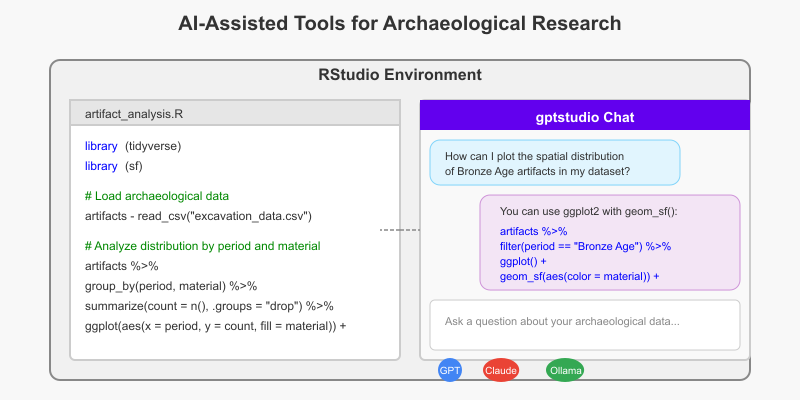 AI-Assisted Tools for Archaeological Research
RStudio Environment
artifact_analysis.R
library (tidyverse)
library (sf)
# Load archaeological data
artifacts - read_csv("excavation_data.csv")
# Analyze distribution by period and material
artifacts %>%
group_by(period, material) %>%
summarize(count = n(), .groups = "drop") %>%
ggplot(aes(x = period, y = count, fill = material)) +
gptstudio Chat
How can I plot the spatial distribution
of Bronze Age artifacts in my dataset?
You can use ggplot2 with geom_sf():
artifacts %>%
filter(period == "Bronze Age") %>%
ggplot() +
geom_sf(aes(color = material)) +
Ask a question about your archaeological data...
GPT
Claude
Ollama